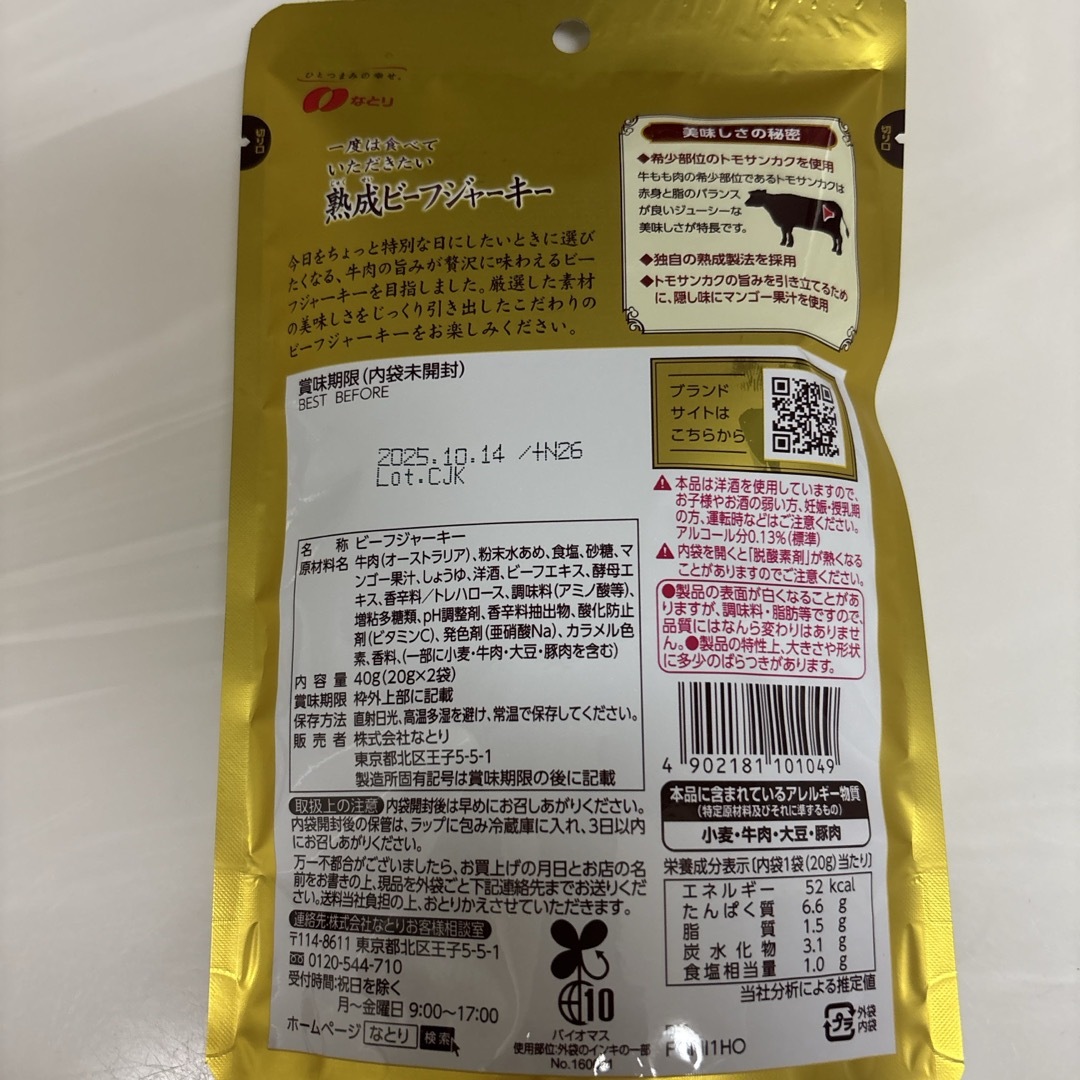 ひとつまみの幸せ。
なとり
切り口
切り口
一度は食べて
いただきたい
熟成ビーフジャーキー
じゅくせい
今日をちょっと特別な日にしたいときに選び
たくなる、牛肉の旨みが贅沢に味わえるビー
フジャーキーを目指しました。厳選した素材
の美味しさをじっくり引き出したこだわりの
ビーフジャーキーをお楽しみください。
美味しさの秘密
◆希少部位のトモサンカクを使用
牛もも肉の希少部位であるトモサンカクは
赤身と脂のバランス
が良いジューシーな
美味しさが特長です。
◆独自の熟成製法を採用
◆トモサンカクの旨みを引き立てるため
に、隠し味にマンゴー果汁を使用
賞味期限(内袋未開封)
BEST BEFORE
2025.10.14 /+N26
Lot.CJK
ブランド
サイトは
こちらから
本品は洋酒を使用していますので、
お子様やお酒の弱い方、妊娠・授乳期
の方、運転時などはご注意ください。
アルコール分0.13%(標準)
内袋を開くと「脱酸素剤」が熱くなる
ことがありますのでご注意ください。
●製品の表面が白くなることがあ
りますが、調味料・脂肪等ですので、
品質にはなんら変わりはありませ
ん。●製品の特性上、大きさや形状
に多少のばらつきがあります。
名称 ビーフジャーキー
原材料名 牛肉(オーストラリア)、粉末水あめ、食塩、砂糖、マ
ンゴー果汁、しょうゆ、洋酒、ビーフエキス、酵母エ
キス、香辛料/トレハロース、調味料(アミノ酸等)、
増粘多糖類、pH調整剤、香辛料抽出物、酸化防止
剤(ビタミンC)、発色剤(亜硝酸Na)、カラメル色
素、香料、(一部に小麦・牛肉・大豆・豚肉を含む)
内容量 40g(20g×2袋)
賞味期限 枠外上部に記載
保存方法 直射日光、高温多湿を避け、常温で保存してください。
販売者 株式会社なとり
東京都北区王子5-5-1
製造所固有記号は賞味期限の後に記載
4 902181 101049
本品に含まれているアレルギー物質
(特定原材料及びそれに準ずるもの)
小麦・牛肉・大豆・豚肉
取扱上の注意 内袋開封後は早めにお召しあがりください。
内袋開封後の保管は、ラップに包み冷蔵庫に入れ、3日以内
にお召しあがりください。
万一不都合がございましたら、お買上げの月日とお店の名
前をお書きの上、現品を外袋ごと下記連絡先までお送りくだ
さい。送料当社負担の上、おとりかえさせていただきます。
連絡先:株式会社なとりお客様相談室
〒114-8611 東京都北区王子5-5-1
0120-544-710
受付時間:祝日を除く
月〜金曜日 9:00〜17:00
ホームページ なとり 検索
10
バイオマス
使用部位:外袋のインキの一部
栄養成分表示〔内袋1袋(20g)当たり〕
エネルギー 52 kcal
たんぱく質 6.6 g
脂質 1.5 g
炭水化物 3.1 g
食塩相当量 1.0 g
当社分析による推定値
プラ
外袋
内袋